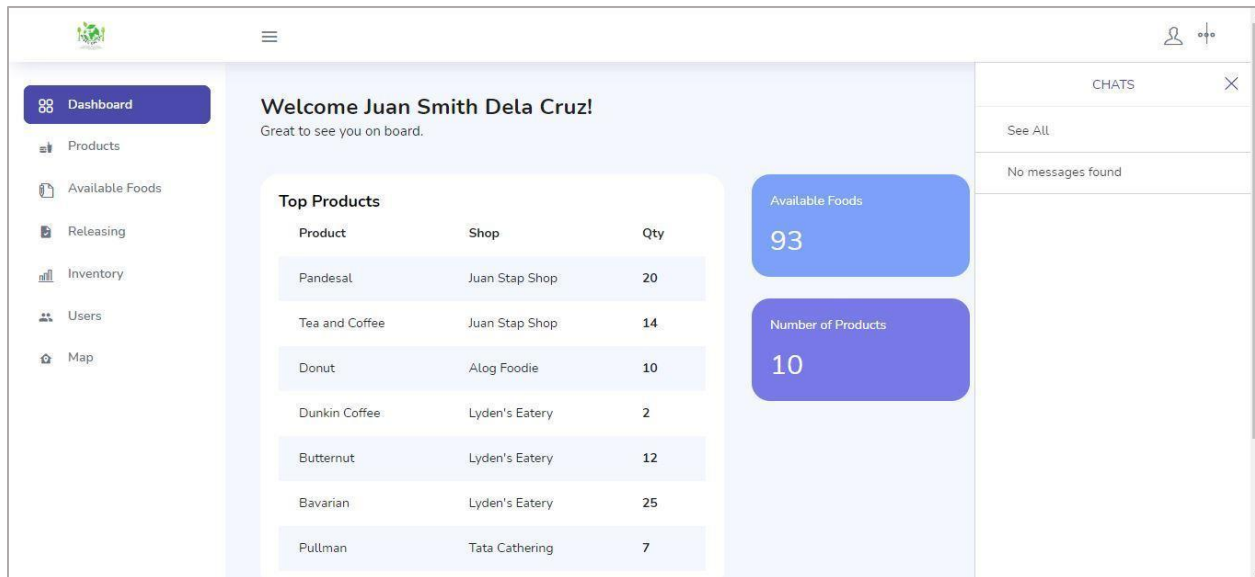 CHATS
Dashboard
Products
Available Foods
Releasing
Inventory
Users
Map
Welcome Juan Smith Dela Cruz!
Great to see you on board.
Top Products
Product Shop Qty
Pandesal Juan Stap Shop 20
Tea and Coffee Juan Stap Shop 14
Donut Alog Foodie 10
Dunkin Coffee Lyden's Eatery 2
Butternut Lyden's Eatery 12
Bavarian Lyden's Eatery 25
Pullman Tata Cathering 7
Available Foods
93
Number of Products
10
See All
No messages found